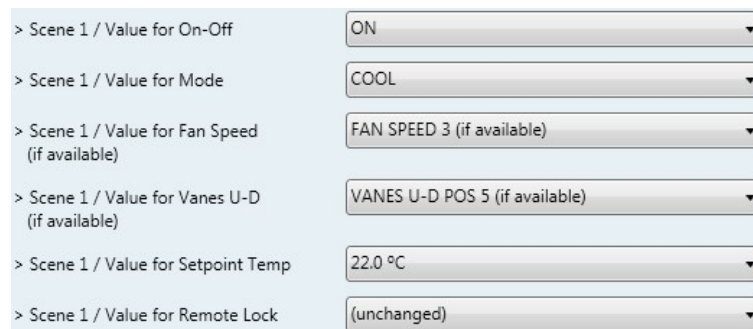 > Scene 1 / Value for On-Off
ON
> Scene 1 / Value for Mode
COOL
> Scene 1 / Value for Fan Speed
(if available)
FAN SPEED 3 (if available)
> Scene 1 / Value for Vanes U-D
(if available)
VANES U-D POS 5 (if available)
> Scene 1 / Value for Setpoint Temp
22.0 ºC
> Scene 1 / Value for Remote Lock
(unchanged)